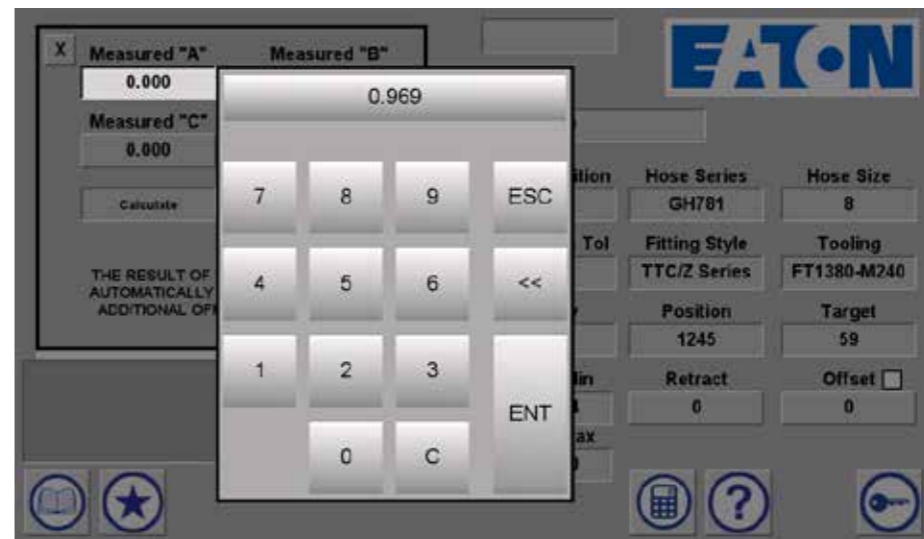 EATON
X Measured "A" Measured "B"
0.000
Measured "C"
0.000
Calculate
THE RESULT OF
AUTOMATICALLY
ADDITIONAL
0.969
7 8 9 ESC
4 5 6 <<
1 2 3
ENT
0 C
Hose Series Hose Size
GH781 8
Tol Fitting Style Tooling
TTC/Z Series FT1380-M240
Position Target
1245 59
Retract Offset
0 0
?